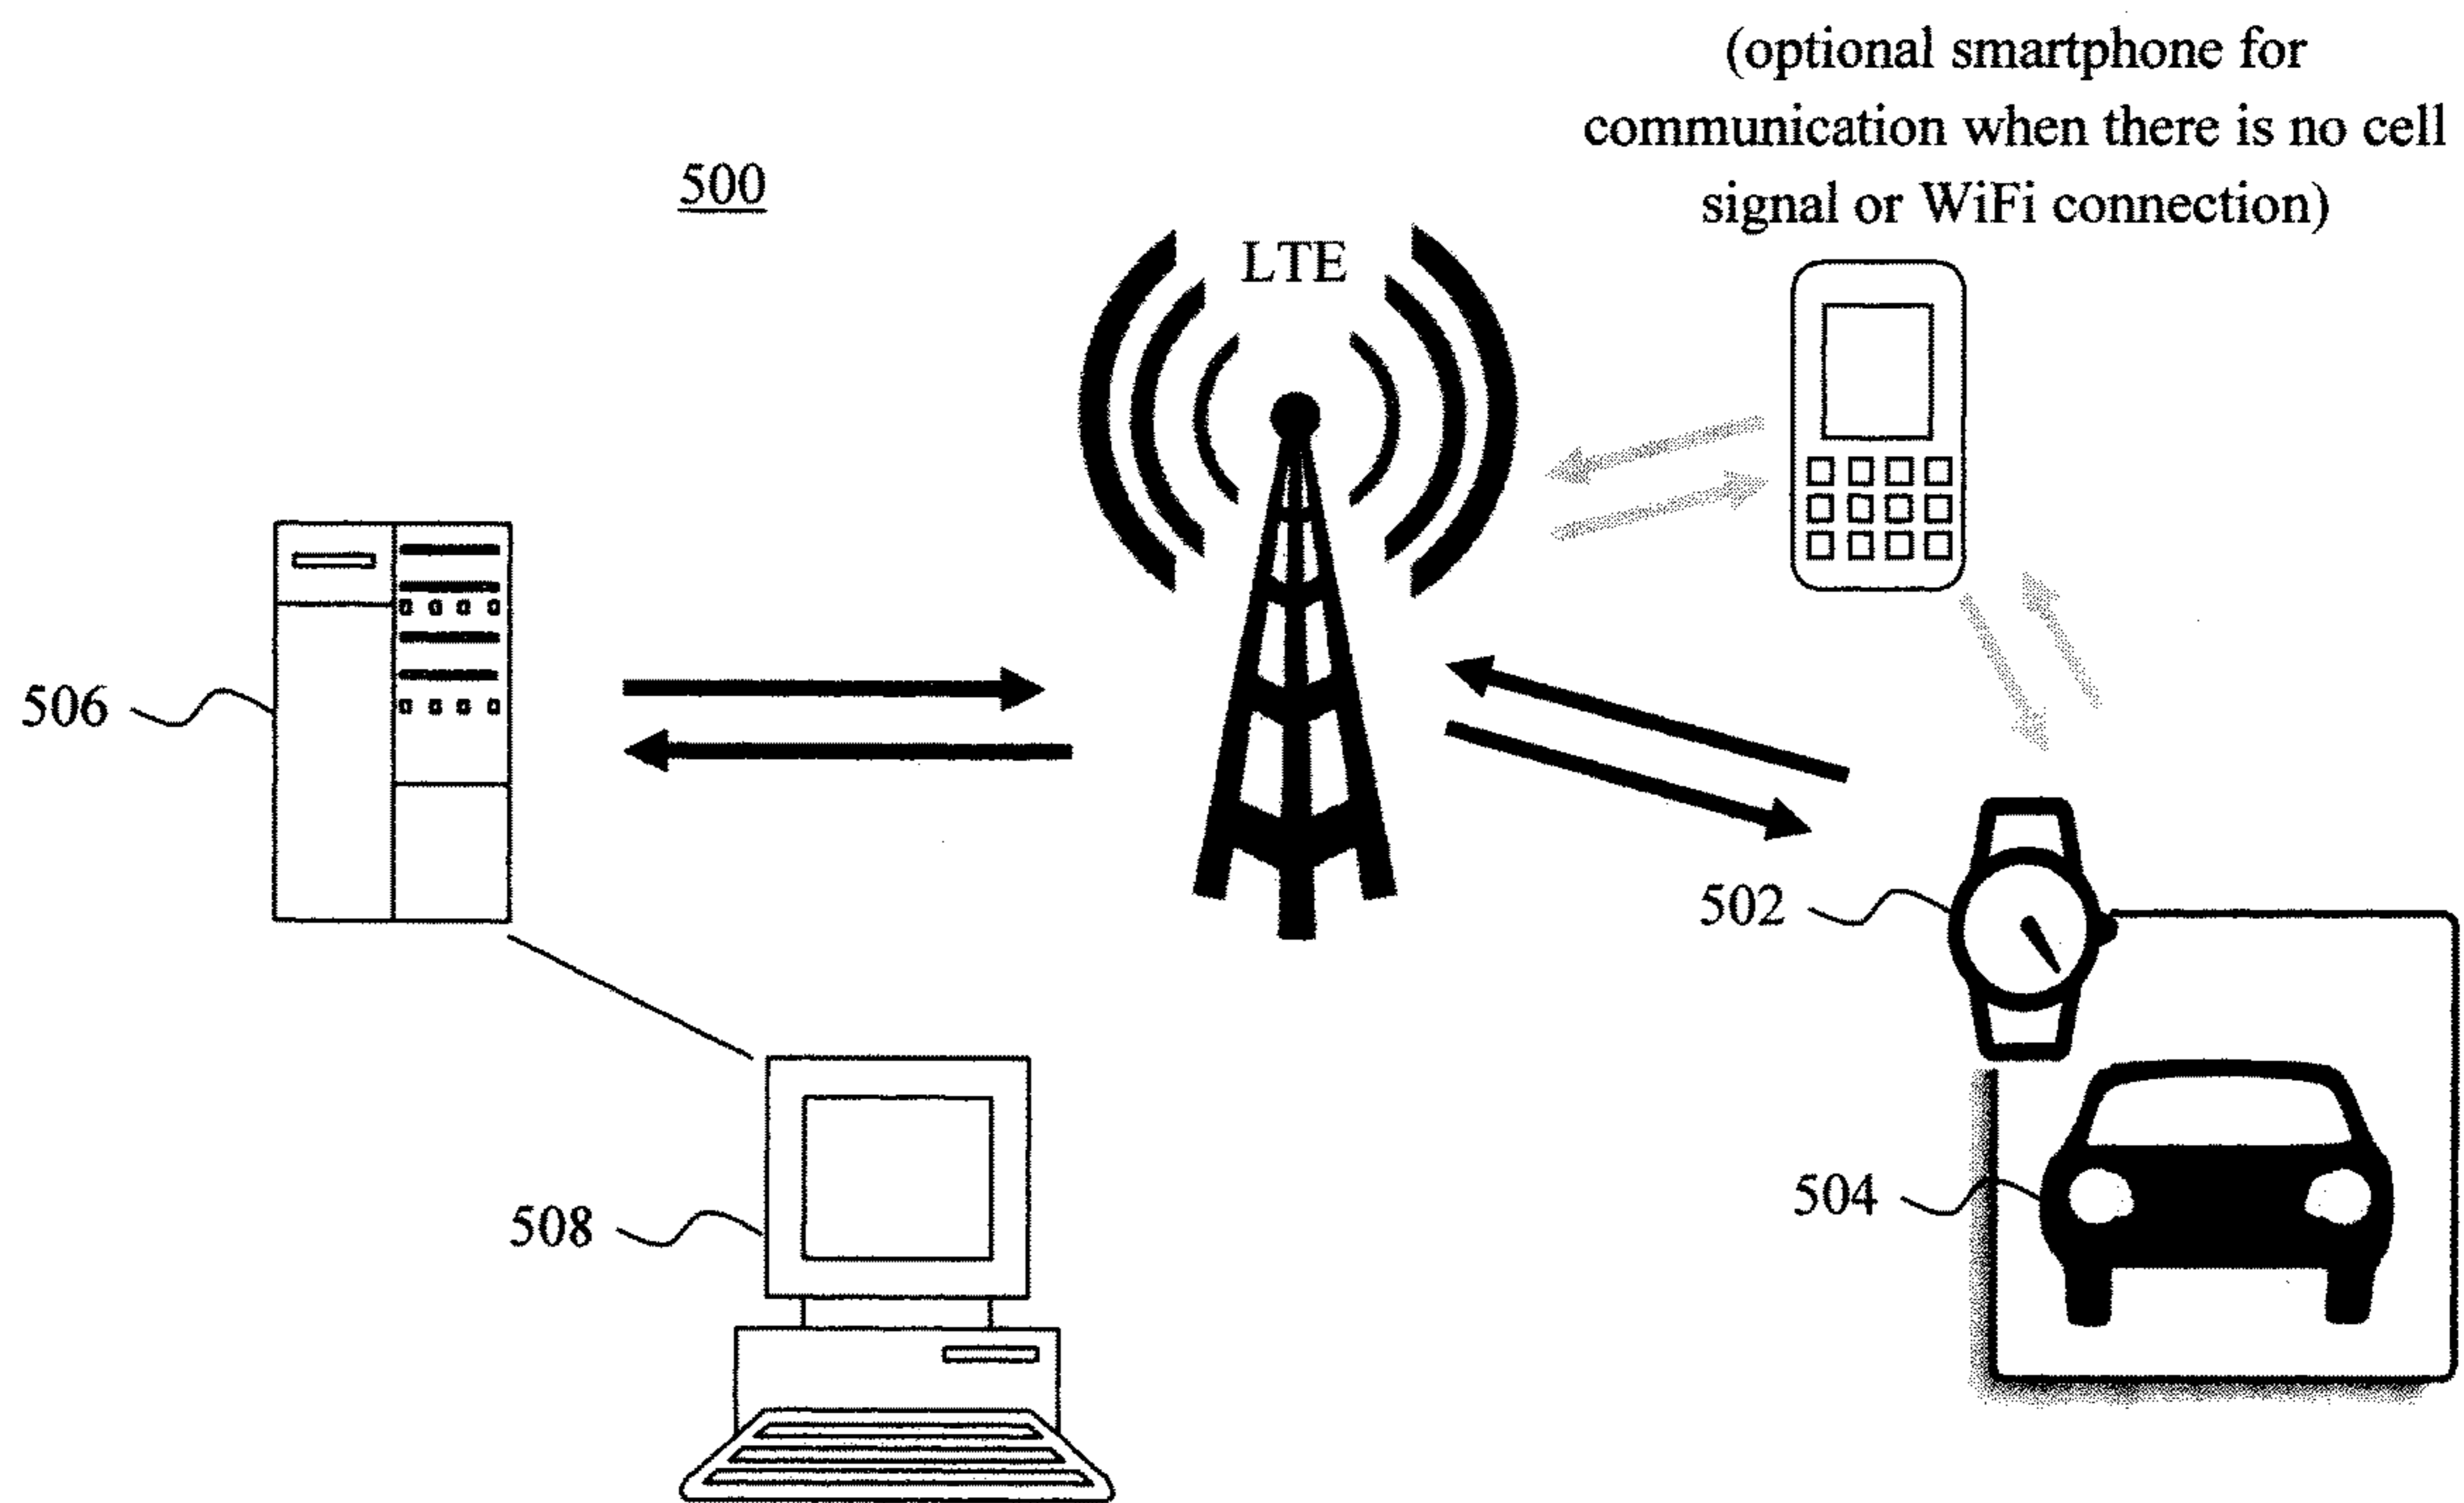 (optional smartphone for
communication when there is no cell
signal or WiFi connection)
500
LTE
506
502
504
508